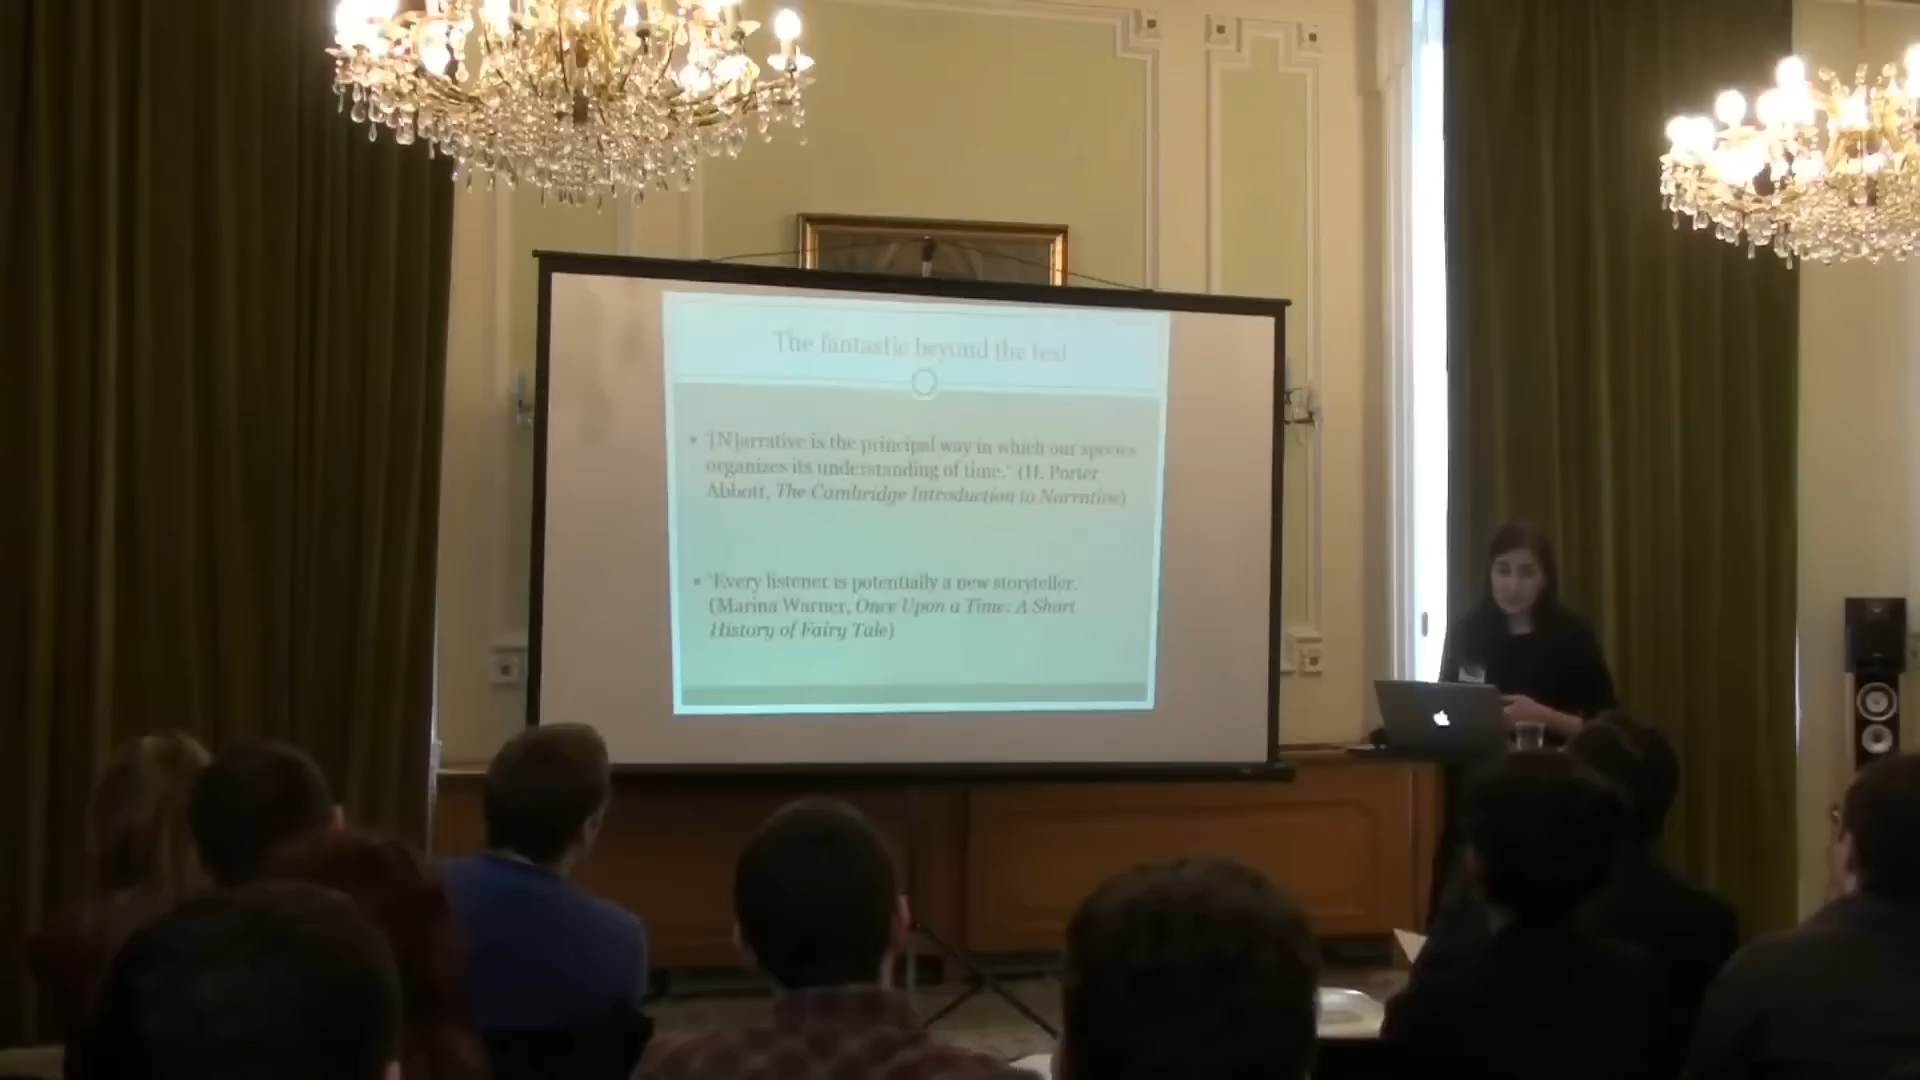 The fantastic beyond the text
• '[N]arrative is the principal way in which our species
organizes its understanding of time.' (H. Porter
Abbott, The Cambridge Introduction to Narrative)
• 'Every listener is potentially a new storyteller.'
(Marina Warner, Once Upon a Time: A Short
History of Fairy Tale)